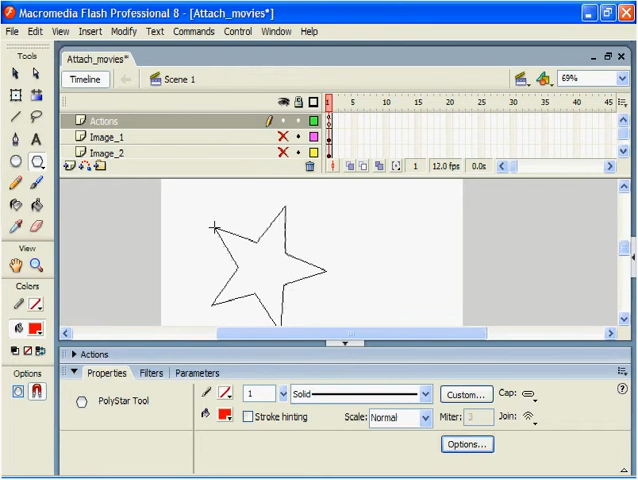 Macromedia Flash Professional 8 - [Attach_movies*]
File Edit View Insert Modify Text Commands Control Window Help
Tools
Attach_movies*
Timeline
Scene 1
69%
1 5 10 15 20 25 30 35 40 45
Actions
Image_1
Image_2
1 12.0 fps 0.0s
View
Colors
Options
Actions
Properties Filters Parameters
PolyStar Tool
1 Solid Custom... Cap:
Stroke hinting Scale: Normal Miter: 3 Join:
Options...